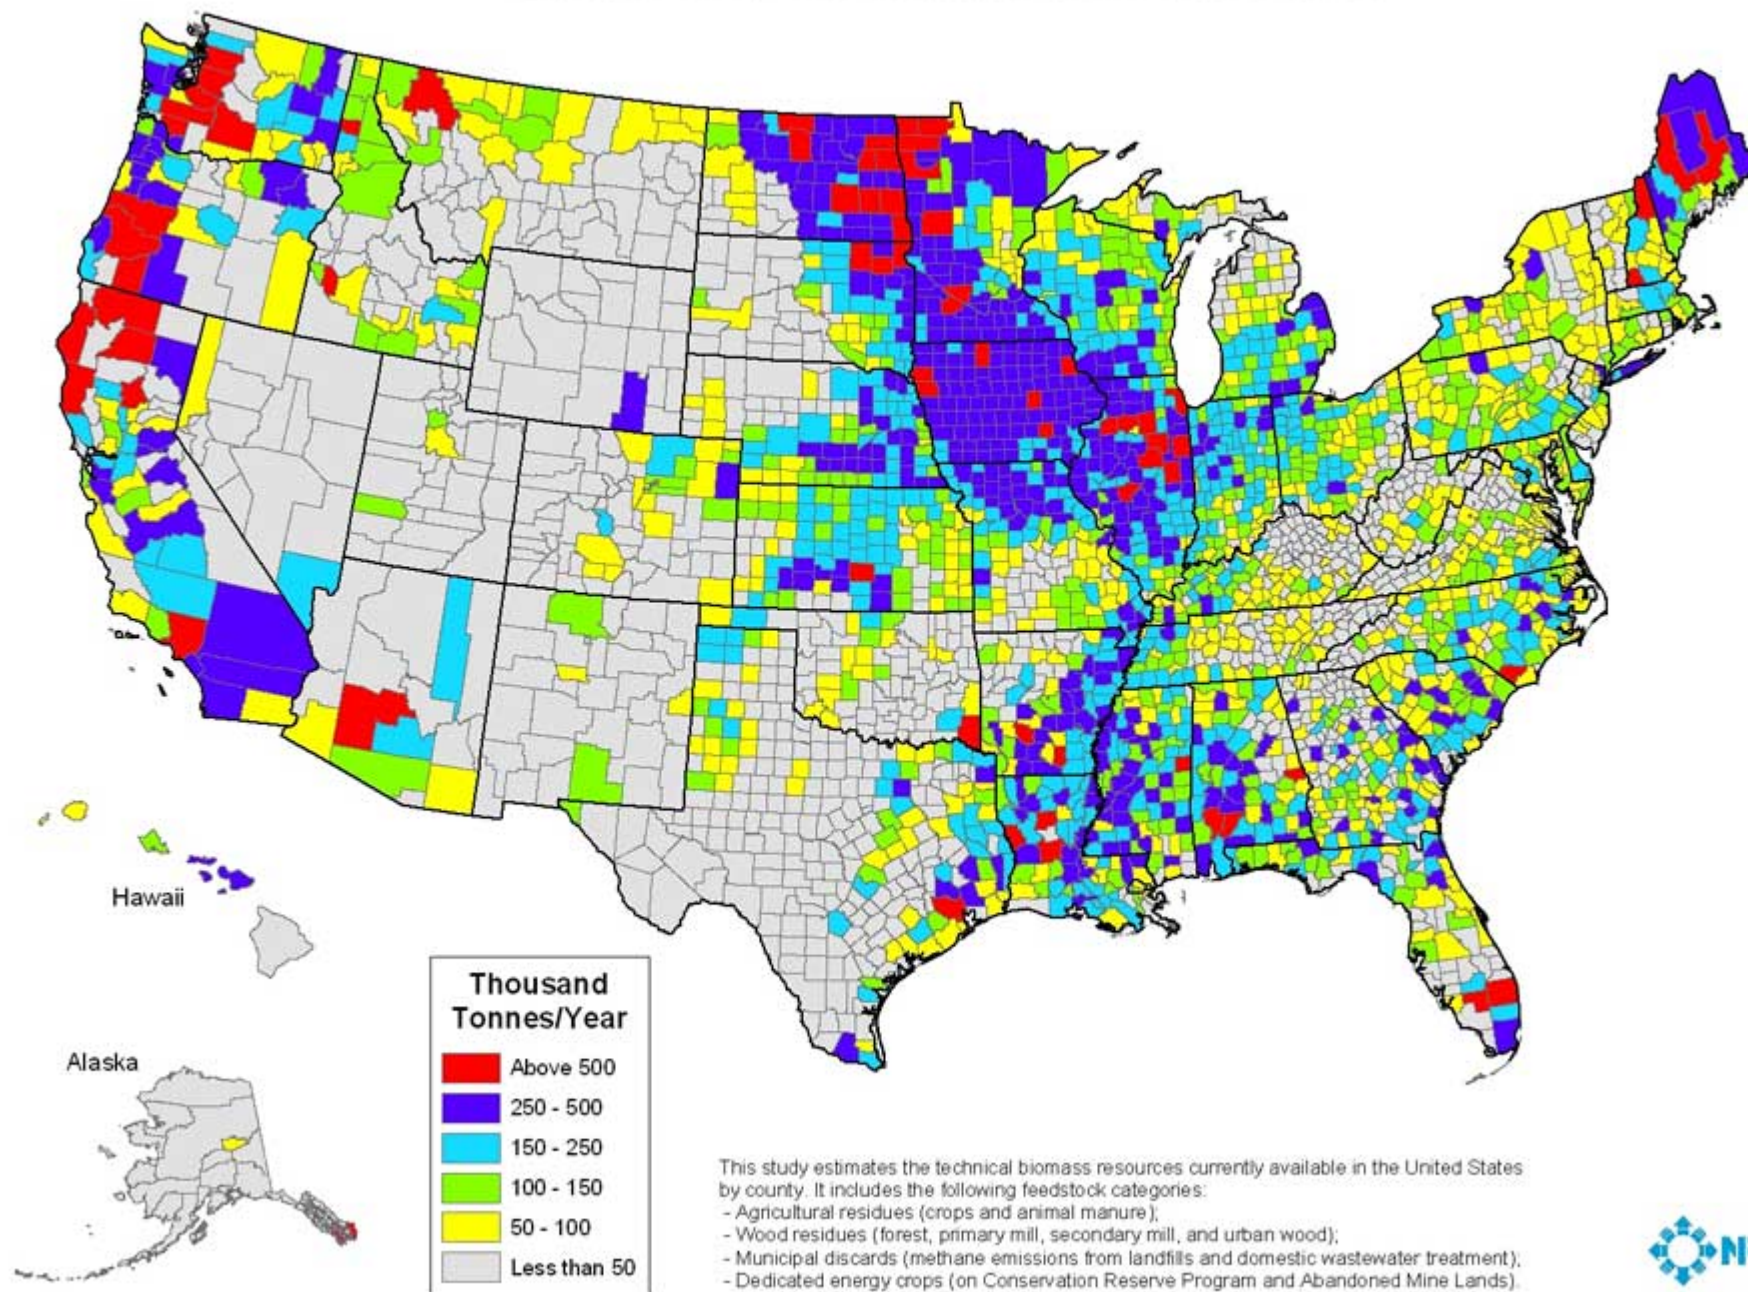 Hawaii
Alaska
Thousand
Tonnes/Year
Above 500
250 - 500
150 - 250
100 - 150
50 - 100
Less than 50
This study estimates the technical biomass resources currently available in the United States
by county. It includes the following feedstock categories:
- Agricultural residues (crops and animal manure);
- Wood residues (forest, primary mill, secondary mill, and urban wood);
- Municipal discards (methane emissions from landfills and domestic wastewater treatment);
- Dedicated energy crops (on Conservation Reserve Program and Abandoned Mine Lands).
N